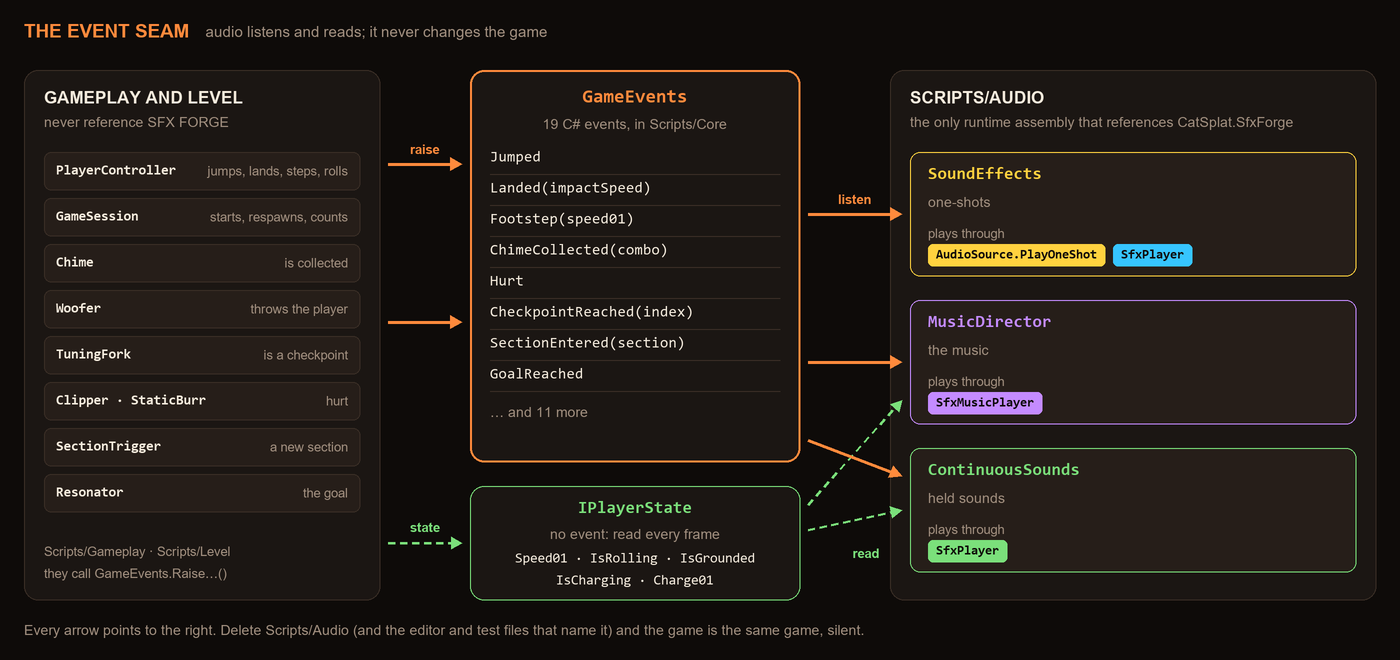 THE EVENT SEAM audio listens and reads; it never changes the game
GAMEPLAY AND LEVEL
never reference SFX FORGE
PlayerController jumps, lands, steps, rolls
GameSession starts, respawns, counts
Chime is collected
Woofer throws the player
TuningFork is a checkpoint
Clipper · StaticBurr hurt
SectionTrigger a new section
Resonator the goal
Scripts/Gameplay · Scripts/Level
they call GameEvents.Raise…()
raise
state
GameEvents
19 C# events, in Scripts/Core
Jumped
Landed(impactSpeed)
Footstep(speed01)
ChimeCollected(combo)
Hurt
CheckpointReached(index)
SectionEntered(section)
GoalReached
… and 11 more
IPlayerState
no event: read every frame
Speed01 · IsRolling · IsGrounded
IsCharging · Charge01
listen
read
SCRIPTS/AUDIO
the only runtime assembly that references CatSplat.SfxForge
SoundEffects
one-shots
plays through
AudioSource.PlayOneShot SfxPlayer
MusicDirector
the music
plays through
SfxMusicPlayer
ContinuousSounds
held sounds
plays through
SfxPlayer
Every arrow points to the right. Delete Scripts/Audio (and the editor and test files that name it) and the game is the same game, silent.